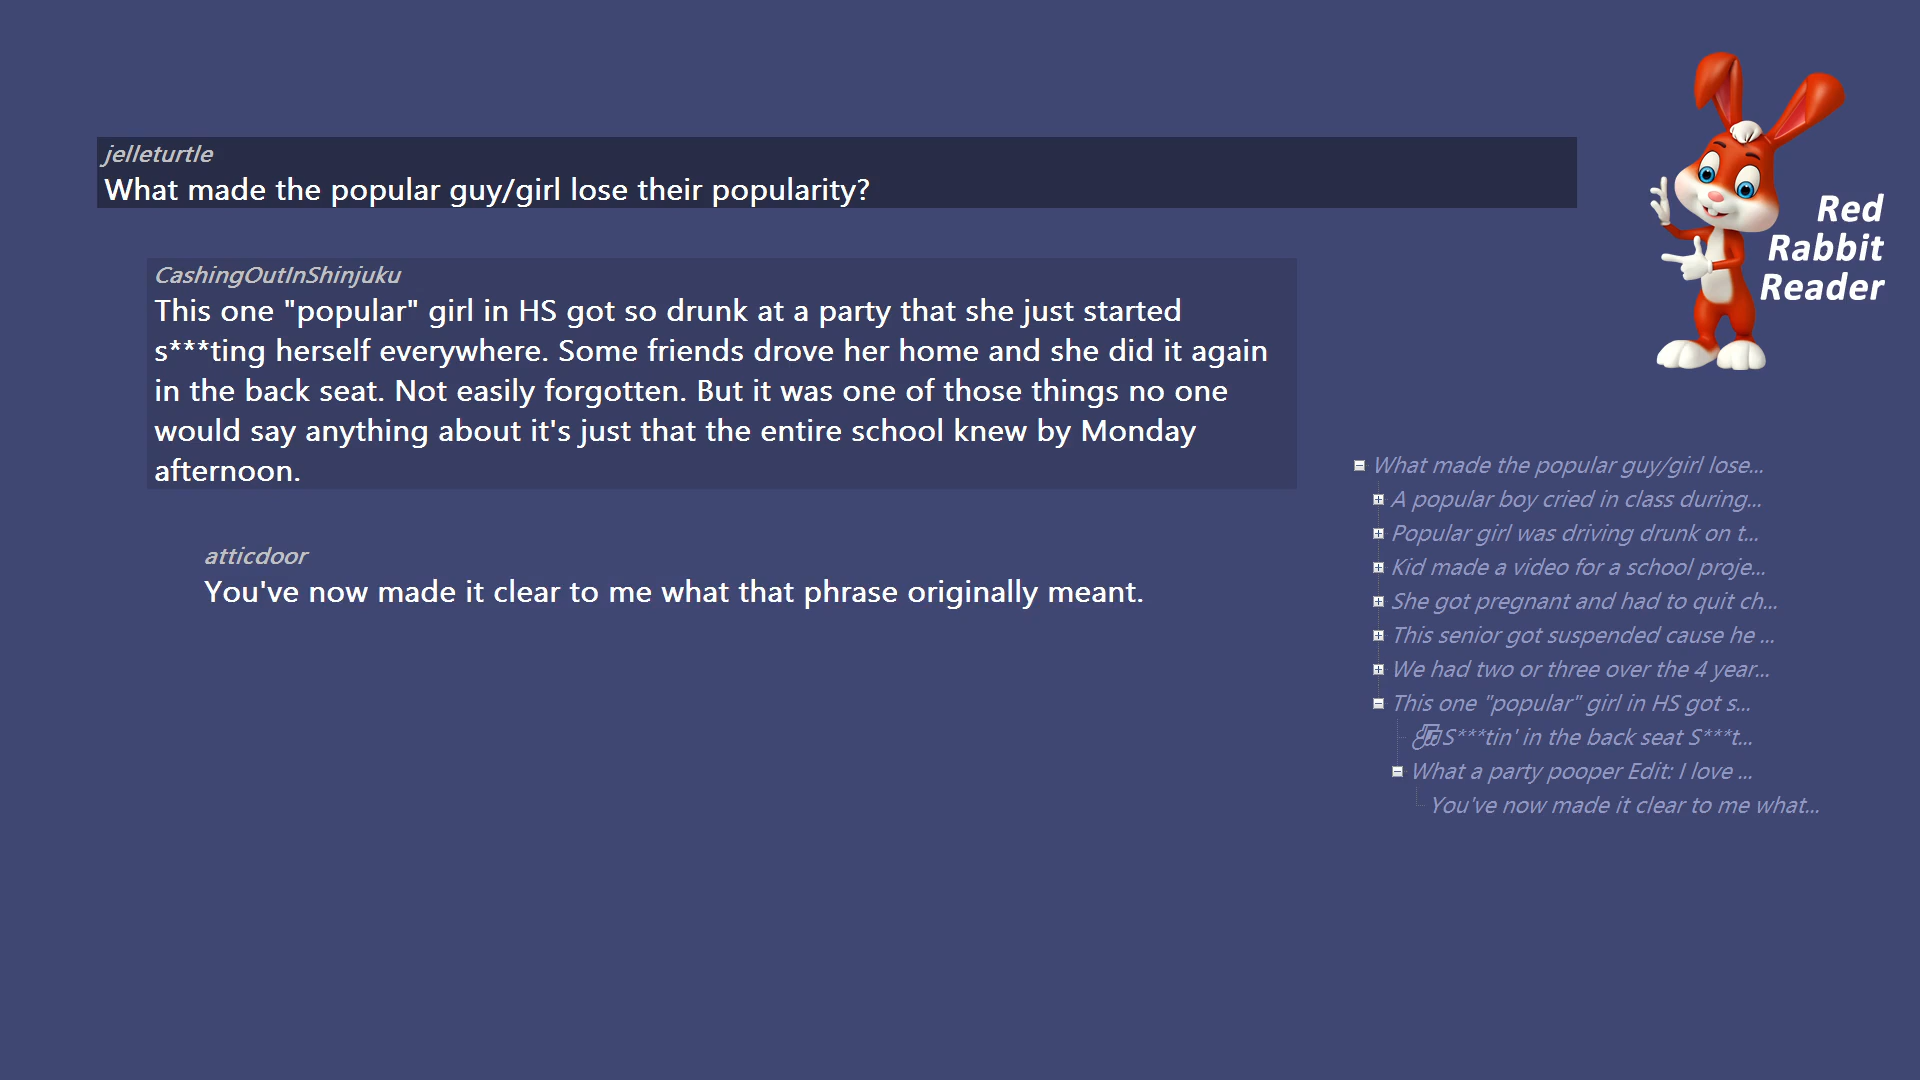 jelleturtle
What made the popular guy/girl lose their popularity?
CashingOutInShinjuku
This one "popular" girl in HS got so drunk at a party that she just started
s***ting herself everywhere. Some friends drove her home and she did it again
in the back seat. Not easily forgotten. But it was one of those things no one
would say anything about it's just that the entire school knew by Monday
afternoon.
atticdoor
You've now made it clear to me what that phrase originally meant.
Red
Rabbit
Reader
What made the popular guy/girl lose...
A popular boy cried in class during...
Popular girl was driving drunk on t...
Kid made a video for a school proje...
She got pregnant and had to quit ch...
This senior got suspended cause he ...
We had two or three over the 4 year...
This one "popular" girl in HS got s...
S***tin' in the back seat S***t...
What a party pooper Edit: I love ...
You've now made it clear to me what...